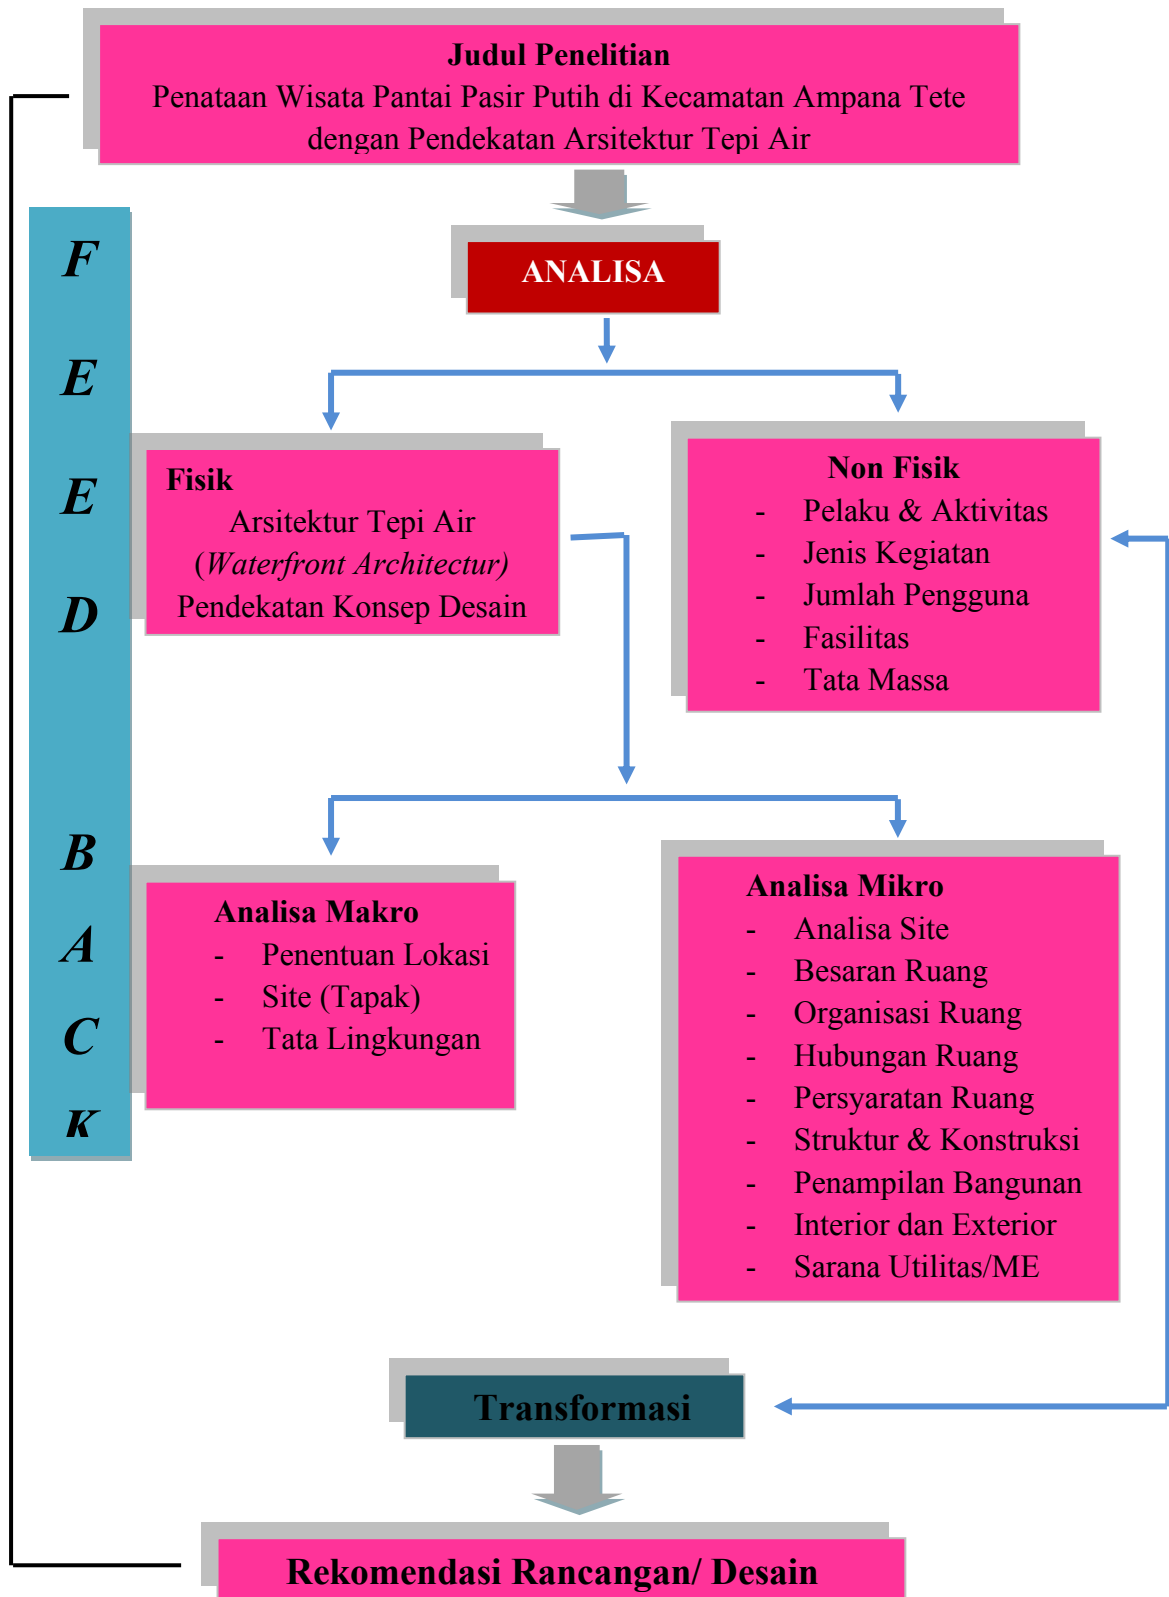 Judul Penelitian
Penataan Wisata Pantai Pasir Putih di Kecamatan Ampana Tete
dengan Pendekatan Arsitektur Tepi Air
ANALISA
F
E
E
D
B
A
C
K
Fisik
Arsitektur Tepi Air
(Waterfront Architectur)
Pendekatan Konsep Desain
Non Fisik
- Pelaku & Aktivitas
- Jenis Kegiatan
- Jumlah Pengguna
- Fasilitas
- Tata Massa
Analisa Makro
- Penentuan Lokasi
- Site (Tapak)
- Tata Lingkungan
Analisa Mikro
- Analisa Site
- Besaran Ruang
- Organisasi Ruang
- Hubungan Ruang
- Persyaratan Ruang
- Struktur & Konstruksi
- Penampilan Bangunan
- Interior dan Exterior
- Sarana Utilitas/ME
Transformasi
Rekomendasi Rancangan/ Desain